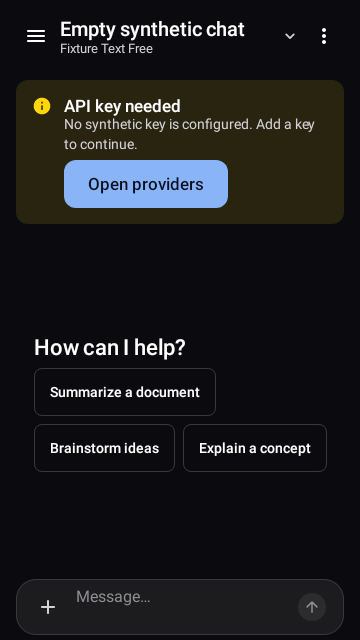 Empty synthetic chat
Fixture Text Free
API key needed
No synthetic key is configured. Add a key
to continue.
Open providers
How can I help?
Summarize a document
Brainstorm ideas
Explain a concept
Message…